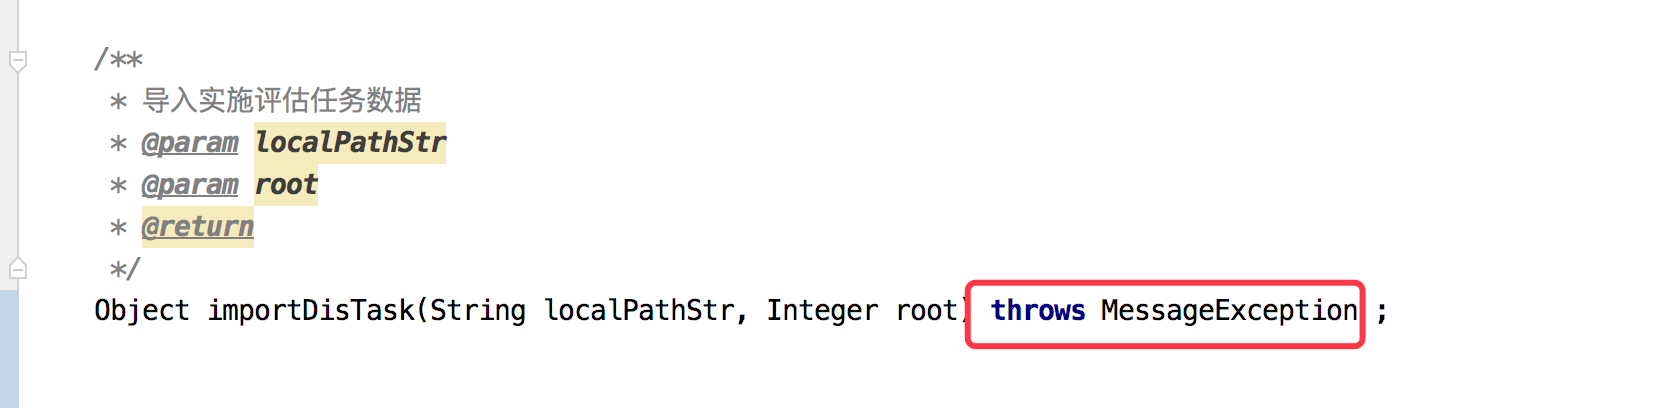 /**
* 导入实施评估任务数据
* @param localPathStr
* @param root
* @return
*/
Object importDisTask(String localPathStr, Integer root) throws MessageException ;